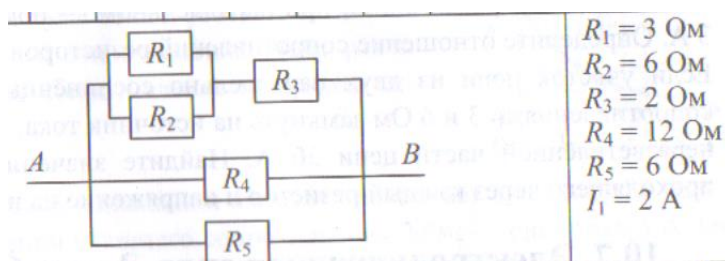 R₁
R₂
R₃
A
B
R₄
R₅
R₁ = 3 Ом
R₂ = 6 Ом
R₃ = 2 Ом
R₄ = 12 Ом
R₅ = 6 Ом
I₁ = 2 А